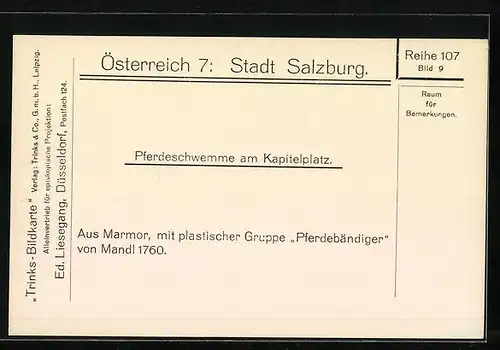 Österreich 7: Stadt Salzburg.
Reihe 107
Bild 9
Raum
für
Bemerkungen.
Pferdeschwemme am Kapitelplatz.
Aus Marmor, mit plastischer Gruppe „Pferdebändiger“
von Mandl 1760.
„Trinks-Bildkarte“ Verlag: Trinks & Co., G. m. b. H., Leipzig.
Alleinvertrieb für episkopische Projektion:
Ed. Liesegang, Düsseldorf, Postfach 124.